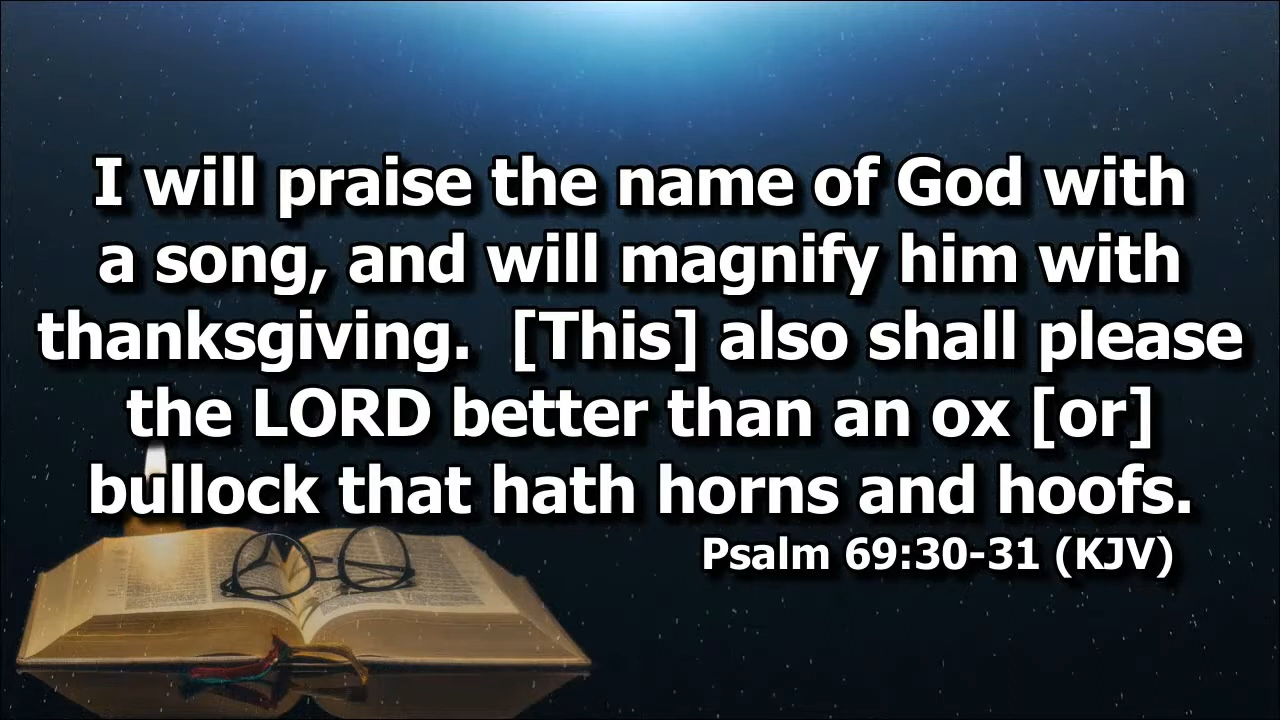 I will praise the name of God with
a song, and will magnify him with
thanksgiving.  [This] also shall please
the LORD better than an ox [or]
bullock that hath horns and hoofs.
Psalm 69:30-31 (KJV)